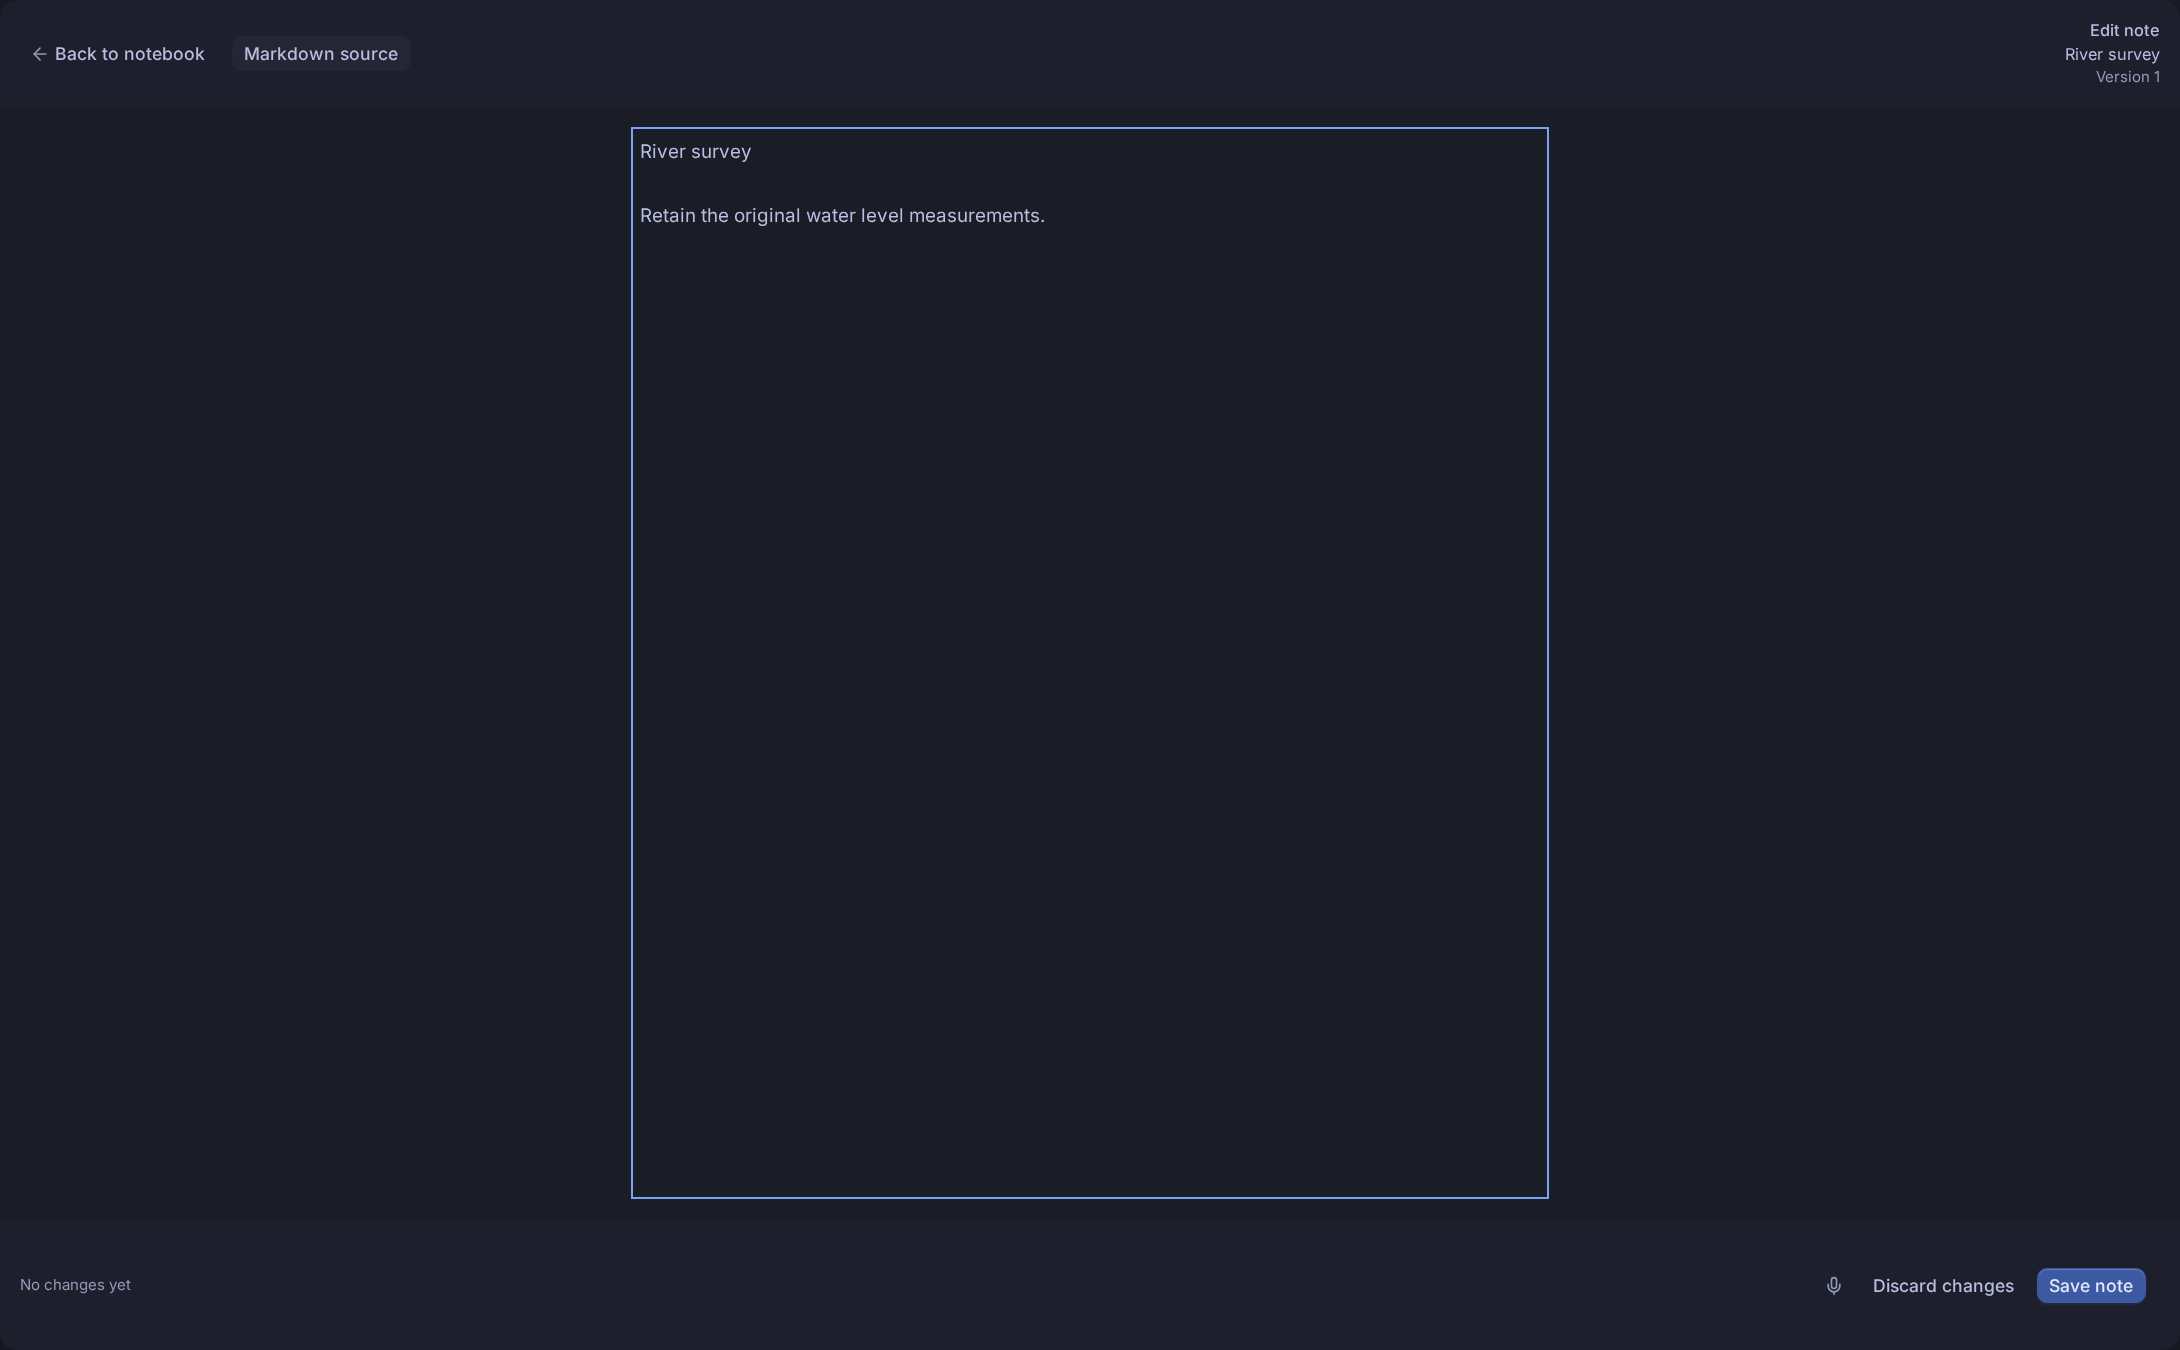 Back to notebook
Markdown source
Edit note
River survey
Version 1
River survey
Retain the original water level measurements.
No changes yet
Discard changes
Save note